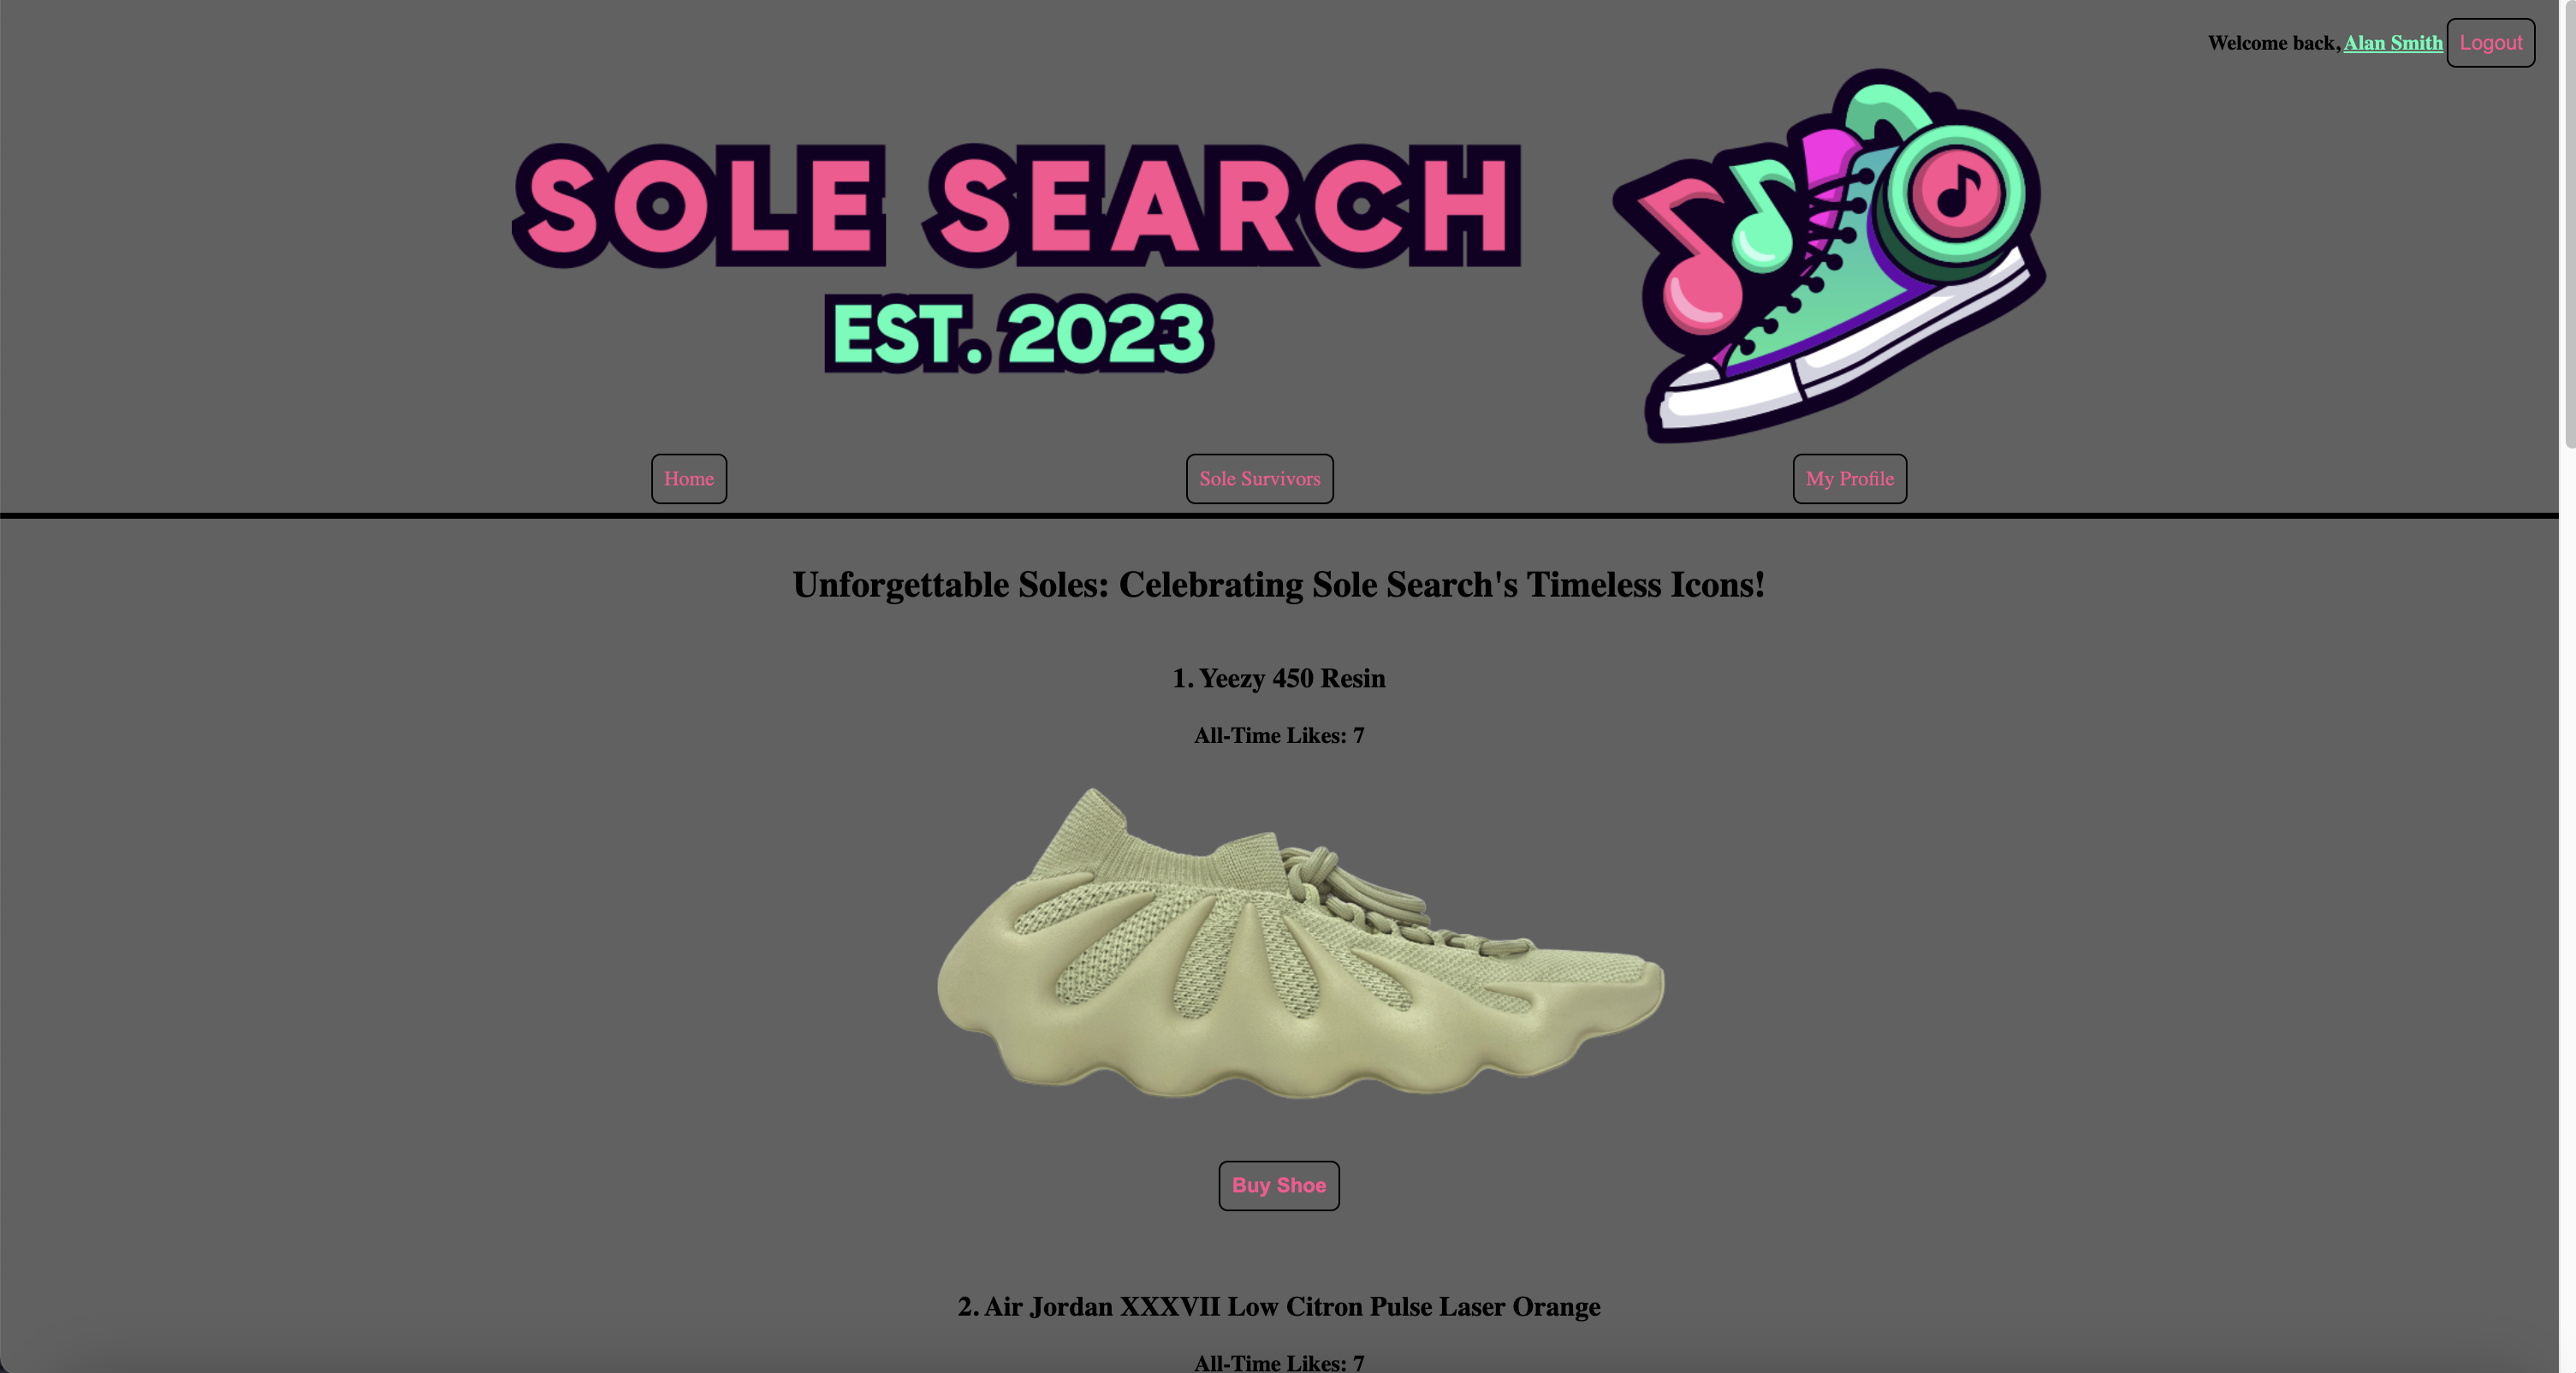 Welcome back, Alan Smith Logout
SOLE SEARCH
EST. 2023
Home Sole Survivors My Profile
Unforgettable Soles: Celebrating Sole Search's Timeless Icons!
1. Yeezy 450 Resin
All-Time Likes: 7
Buy Shoe
2. Air Jordan XXXVII Low Citron Pulse Laser Orange
All-Time Likes: 7